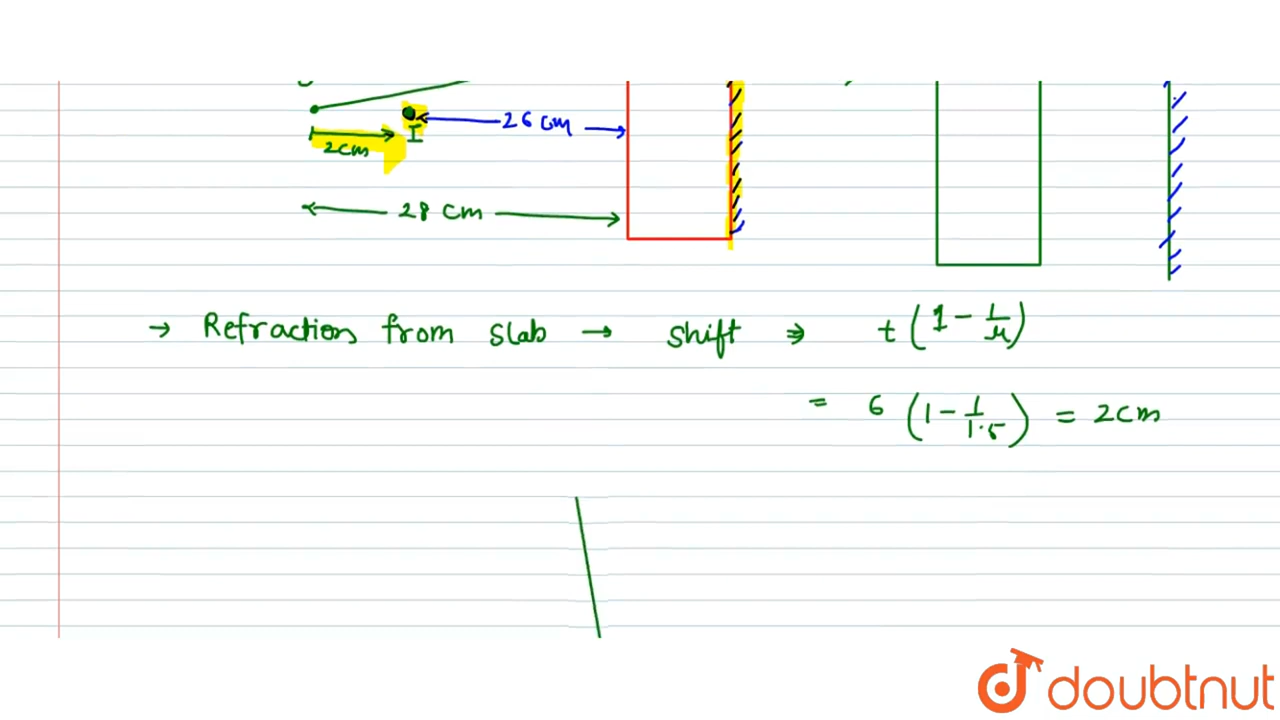 26 cm
I
2cm
28 cm
→ Refraction from slab → shift ⇒ t(1 - 1/μ)
= 6 (1 - 1/1.5) = 2cm
doubtnut